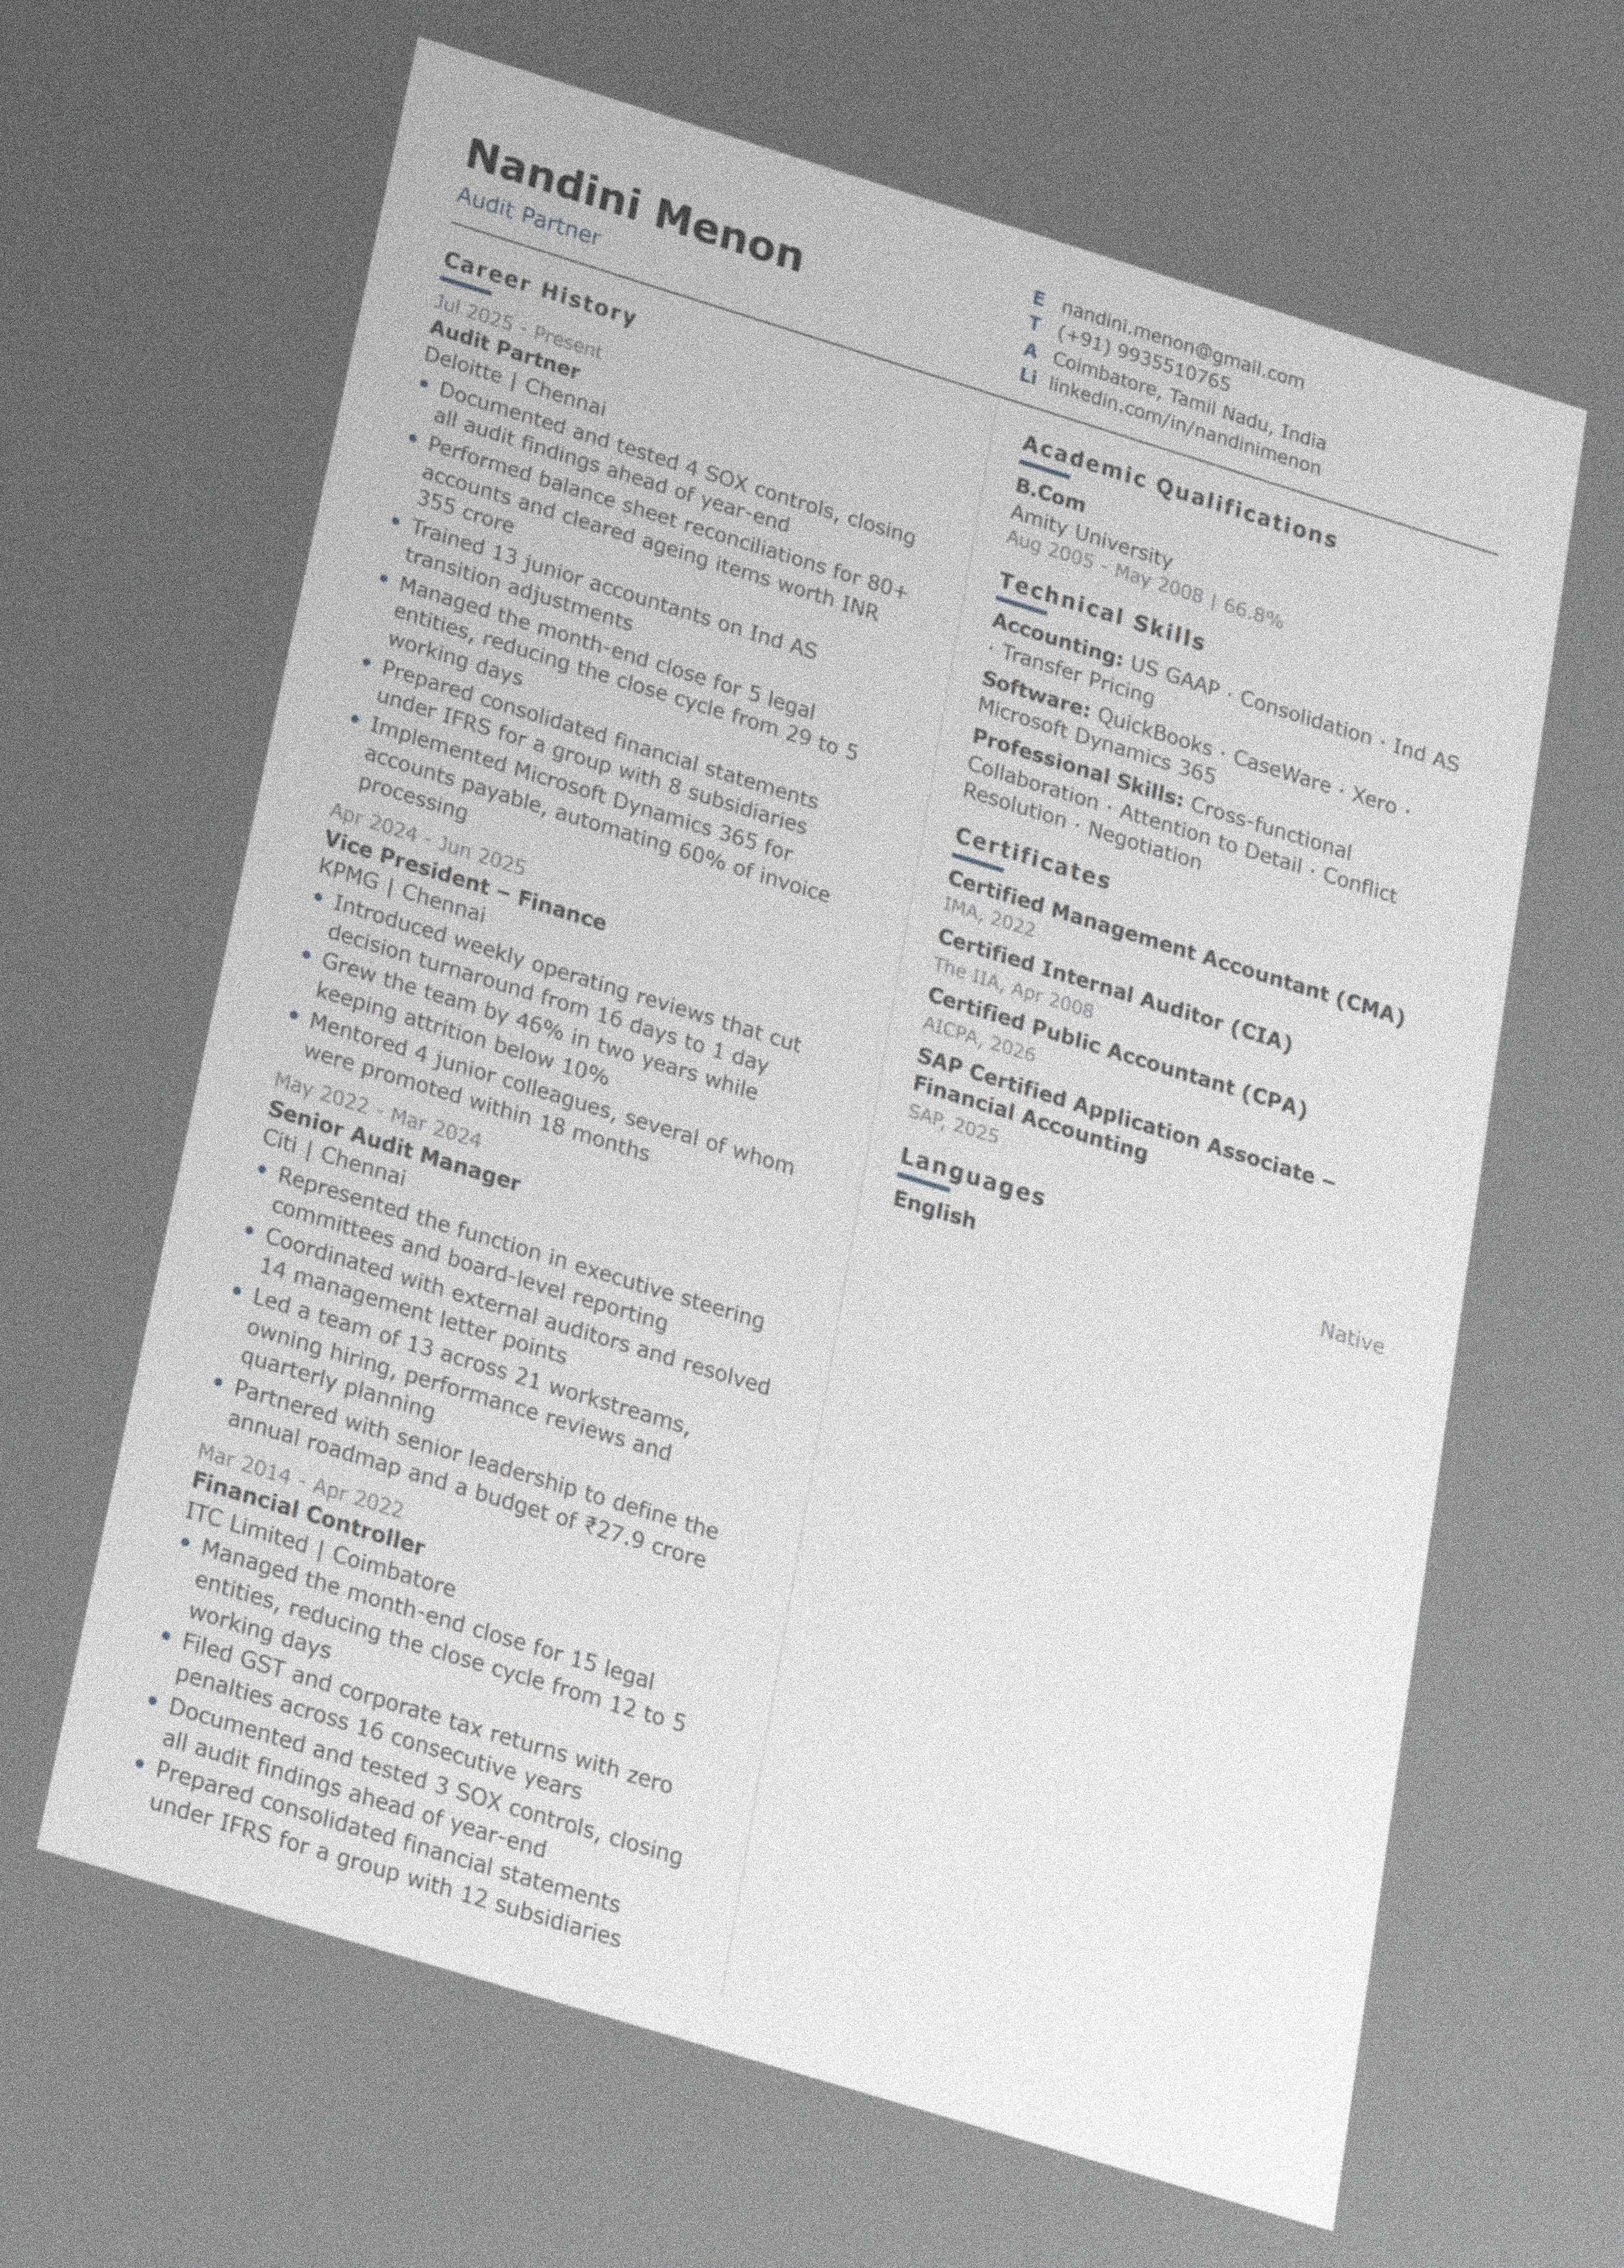 Nandini Menon
Audit Partner
E nandini.menon@gmail.com
T (+91) 9935510765
A Coimbatore, Tamil Nadu, India
Li linkedin.com/in/nandinimenon
Career History
Jul 2025 - Present
Audit Partner
Deloitte | Chennai
• Documented and tested 4 SOX controls, closing
all audit findings ahead of year-end
• Performed balance sheet reconciliations for 80+
accounts and cleared ageing items worth INR
355 crore
• Trained 13 junior accountants on Ind AS
transition adjustments
• Managed the month-end close for 5 legal
entities, reducing the close cycle from 29 to 5
working days
• Prepared consolidated financial statements
under IFRS for a group with 8 subsidiaries
• Implemented Microsoft Dynamics 365 for
accounts payable, automating 60% of invoice
processing
Apr 2024 - Jun 2025
Vice President – Finance
KPMG | Chennai
• Introduced weekly operating reviews that cut
decision turnaround from 16 days to 1 day
• Grew the team by 46% in two years while
keeping attrition below 10%
• Mentored 4 junior colleagues, several of whom
were promoted within 18 months
May 2022 - Mar 2024
Senior Audit Manager
Citi | Chennai
• Represented the function in executive steering
committees and board-level reporting
• Coordinated with external auditors and resolved
14 management letter points
• Led a team of 13 across 21 workstreams,
owning hiring, performance reviews and
quarterly planning
• Partnered with senior leadership to define the
annual roadmap and a budget of ₹27.9 crore
Mar 2014 - Apr 2022
Financial Controller
ITC Limited | Coimbatore
• Managed the month-end close for 15 legal
entities, reducing the close cycle from 12 to 5
working days
• Filed GST and corporate tax returns with zero
penalties across 16 consecutive years
• Documented and tested 3 SOX controls, closing
all audit findings ahead of year-end
• Prepared consolidated financial statements
under IFRS for a group with 12 subsidiaries
Academic Qualifications
B.Com
Amity University
Aug 2005 - May 2008 | 66.8%
Technical Skills
Accounting: US GAAP · Consolidation · Ind AS
· Transfer Pricing
Software: QuickBooks · CaseWare · Xero ·
Microsoft Dynamics 365
Professional Skills: Cross-functional
Collaboration · Attention to Detail · Conflict
Resolution · Negotiation
Certificates
Certified Management Accountant (CMA)
IMA, 2022
Certified Internal Auditor (CIA)
The IIA, Apr 2008
Certified Public Accountant (CPA)
AICPA, 2026
SAP Certified Application Associate –
Financial Accounting
SAP, 2025
Languages
English Native